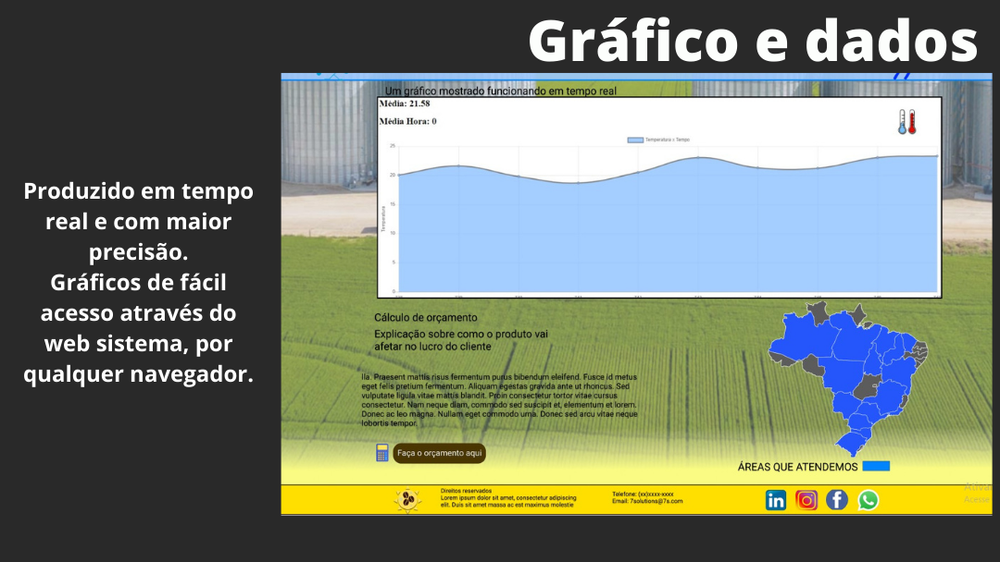 Gráfico e dados
Produzido em tempo
real e com maior
precisão.
Gráficos de fácil
acesso através do
web sistema, por
qualquer navegador.
Um gráfico mostrado funcionando em tempo real
Média: 21.58
Média Hora: 0
Temperatura x Tempo
25
20
15
10
5
0
Temperatura
Cálculo de orçamento
Explicação sobre como o produto vai
afetar no lucro do cliente
lla. Praesent mattis risus fermentum purus bibendum eleifend. Fusce id metus
eget felis pretium fermentum. Aliquam egestas gravida ante ut rhoncus. Sed
vulputate ligula vitae mattis blandit. Proin consectetur tortor vitae cursus
consectetur. Nam neque diam, commodo sed suscipit et, elementum et lorem.
Donec ac leo magna. Nullam eget commodo urna. Donec sed arcu vitae neque
lobortis tempor.
Faça o orçamento aqui
ÁREAS QUE ATENDEMOS
Direitos reservados
Lorem ipsum dolor sit amet, consectetur adipiscing
elit. Duis sit amet massa ac est maximus molestie
Telefone: (xx)xxxx-xxxx
Email: 7solutions@7s.com
in
f
Ativa
Acesse